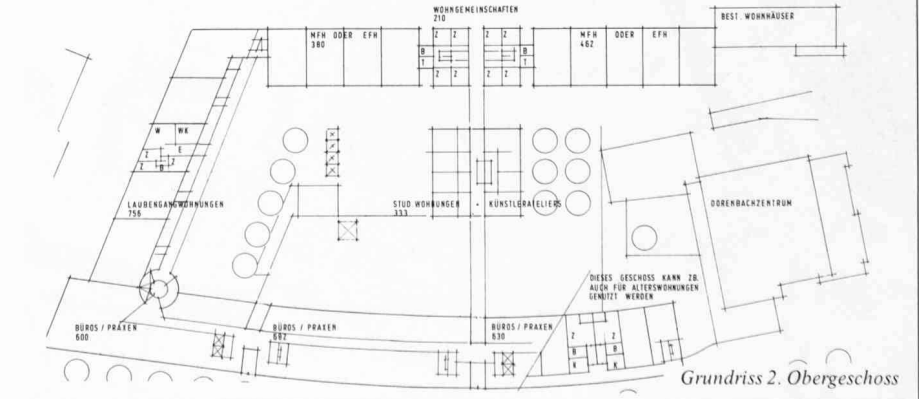 WOHNGEMEINSCHAFTEN
210
BEST. WOHNHÄUSER
MFH ODER EFH
380
MFH ODER EFH
462
Z Z
Z Z
B
T
B
T
Z Z
Z Z
W WK
E
Z
Z
Z
B
LAUBENGANGWOHNUNGEN
756
STUD WOHNUNGEN + KÜNSTLERATELIERS
333
DORENBACHZENTRUM
DIESES GESCHOSS KANN ZB.
AUCH FÜR ALTERSWOHNUNGEN
GENUTZT WERDEN
BÜROS / PRAXEN
600
BÜROS / PRAXEN
682
BÜROS / PRAXEN
630
Z Z
B B
K K
Grundriss 2. Obergeschoss